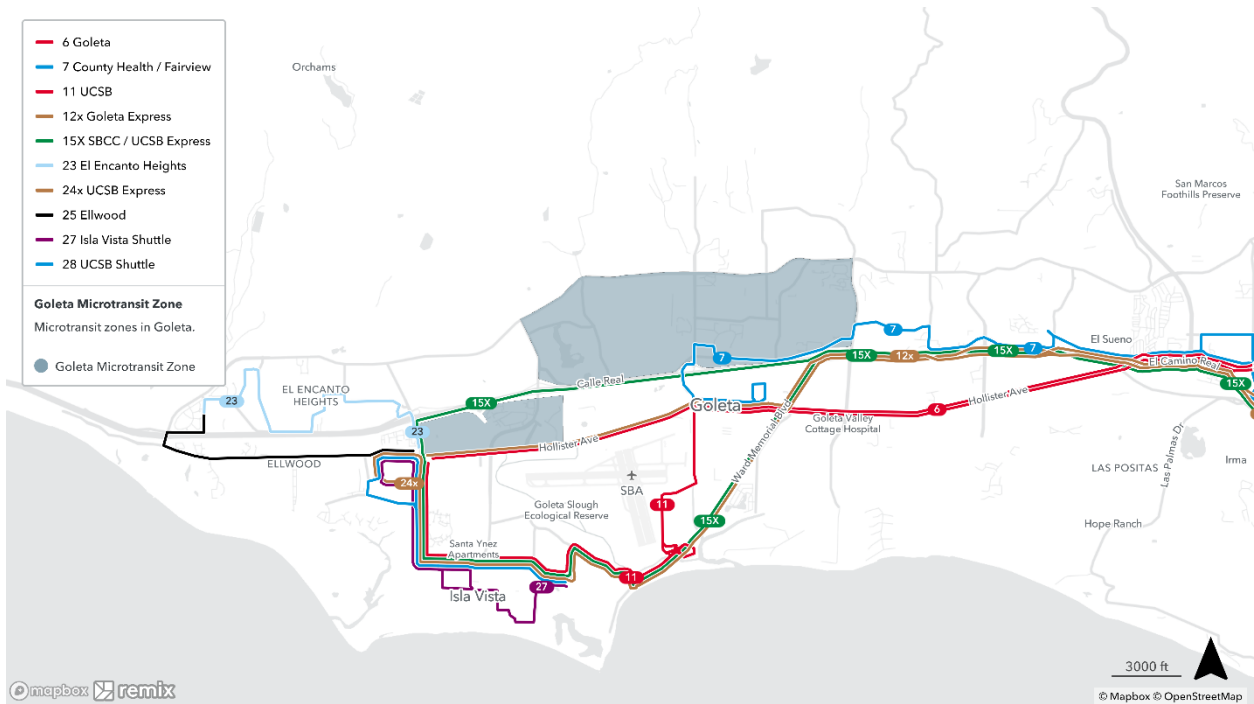 6 Goleta
7 County Health / Fairview
11 UCSB
12x Goleta Express
15X SBCC / UCSB Express
23 El Encanto Heights
24x UCSB Express
25 Ellwood
27 Isla Vista Shuttle
28 UCSB Shuttle
Goleta Microtransit Zone
Microtransit zones in Goleta.
Goleta Microtransit Zone
Orchams
San Marcos
Foothills Preserve
7
7
15X
12x
15X
7
El Sueno
El Camino Real
15X
Calle Real
15X
23
EL ENCANTO
HEIGHTS
23
Goleta
6
Hollister Ave
Goleta Valley
Cottage Hospital
Hollister Ave
Ward Memorial Blvd
Las Palmas Dr
ELLWOOD
LAS POSITAS
Irma
24x
SBA
11
Goleta Slough
Ecological Reserve
15X
Hope Ranch
Santa Ynez
Apartments
11
27
Isla Vista
3000 ft
mapbox remix
© Mapbox © OpenStreetMap